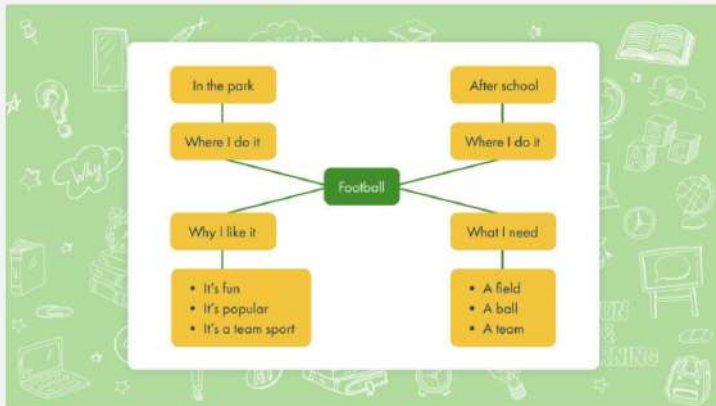 In the park
After school
Where I do it
Where I do it
Football
Why I like it
What I need
• It's fun
• It's popular
• It's a team sport
• A field
• A ball
• A team
Why